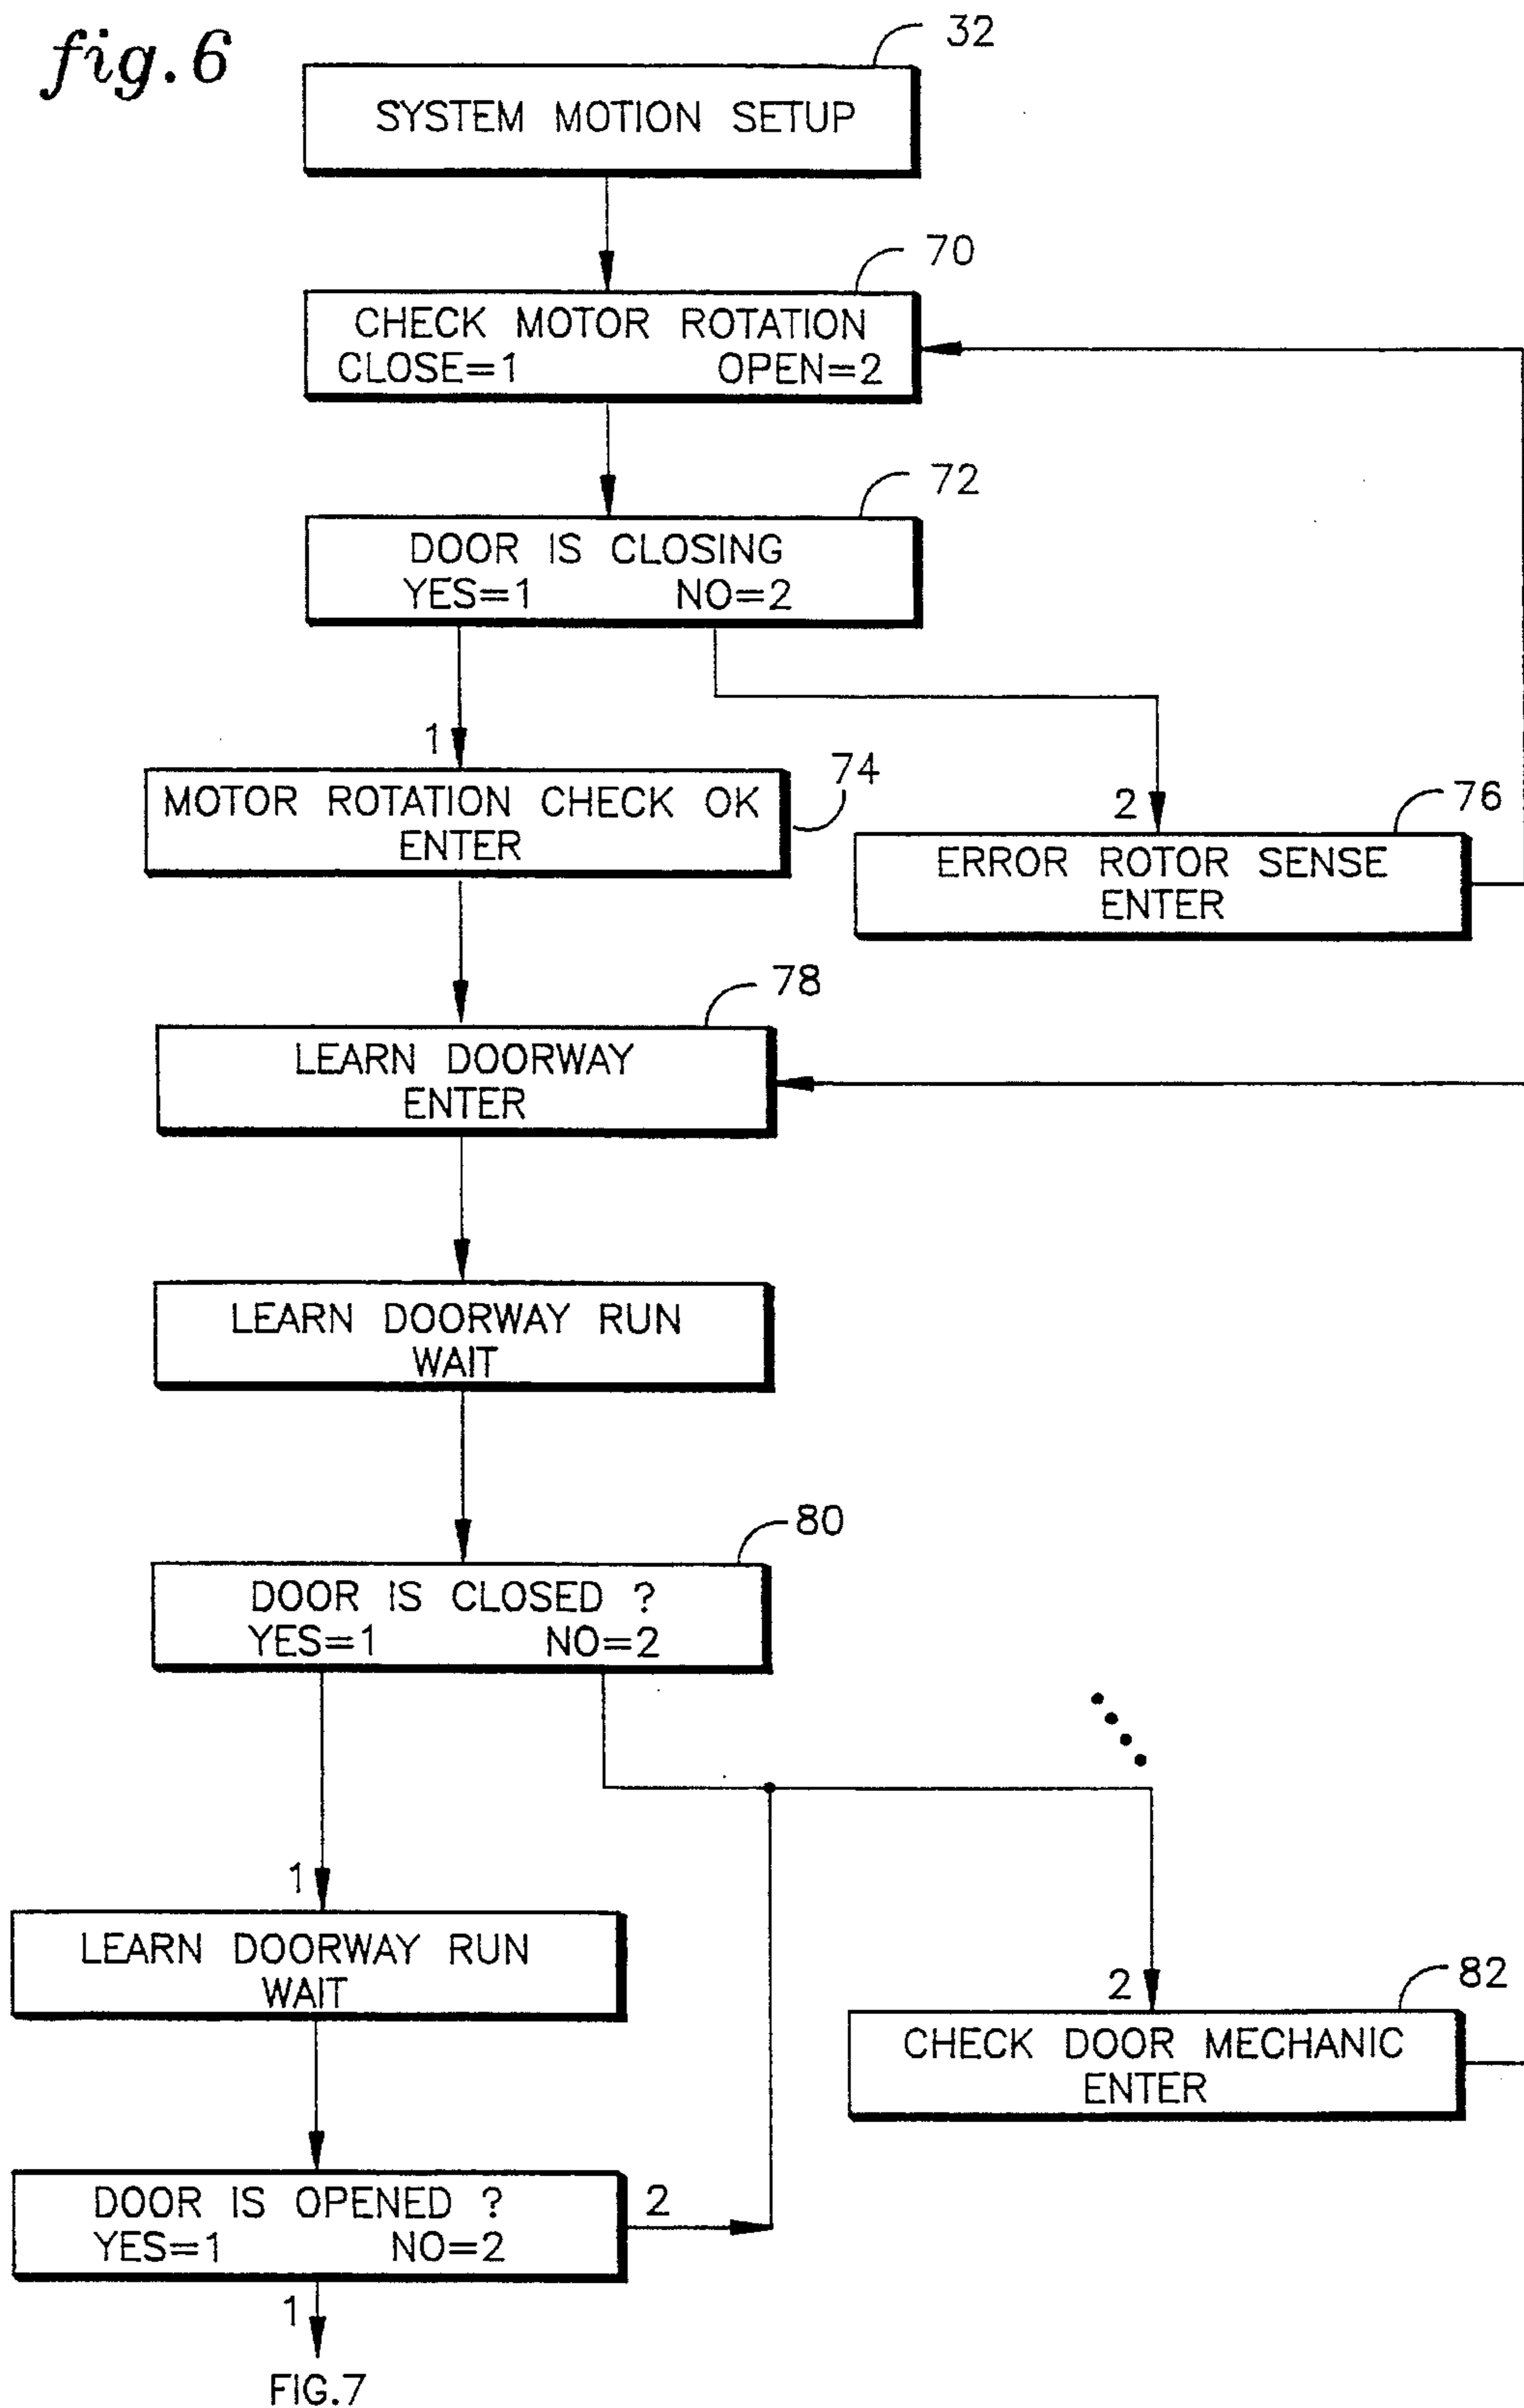 fig.6
32
SYSTEM MOTION SETUP
70
CHECK MOTOR ROTATION
CLOSE=1 OPEN=2
72
DOOR IS CLOSING
YES=1 NO=2
1
74
MOTOR ROTATION CHECK OK
ENTER
2
76
ERROR ROTOR SENSE
ENTER
78
LEARN DOORWAY
ENTER
LEARN DOORWAY RUN
WAIT
80
DOOR IS CLOSED ?
YES=1 NO=2
1
LEARN DOORWAY RUN
WAIT
2
82
CHECK DOOR MECHANIC
ENTER
DOOR IS OPENED ?
YES=1 NO=2
2
1
FIG.7